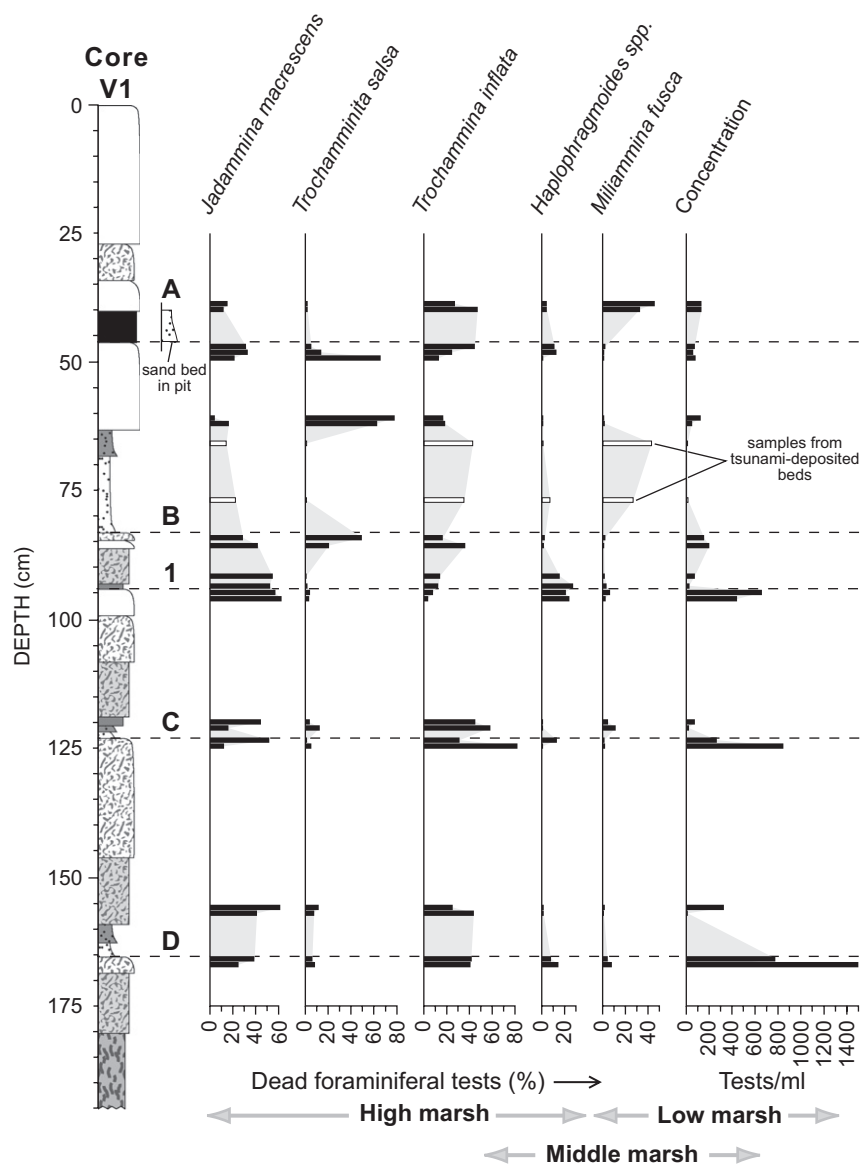 Core
V1
Jadammina macrescens
Trochamminita salsa
Trochammina inflata
Haplophragmoides spp.
Miliammina fusca
Concentration
0
25
50
75
100
125
150
175
DEPTH (cm)
A
sand bed
in pit
samples from
tsunami-deposited
beds
B
1
C
D
0 20 40 60
0 20 40 60 80
0 20 40 60 80
0 20
0 20 40
0 200 400 600 800 1000 1200 1400
Dead foraminiferal tests (%)
Tests/ml
High marsh
Low marsh
Middle marsh